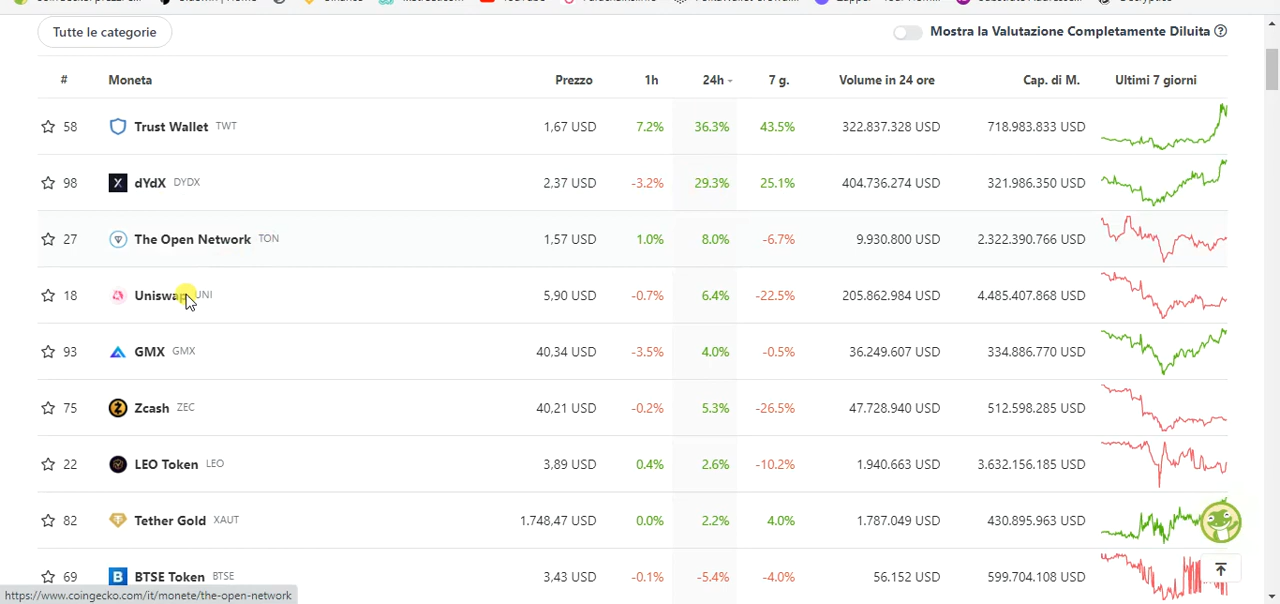 Tutte le categorie
Mostra la Valutazione Completamente Diluita
# Moneta Prezzo 1h 24h 7 g. Volume in 24 ore Cap. di M. Ultimi 7 giorni
58 Trust Wallet TWT 1,67 USD 7.2% 36.3% 43.5% 322.837.328 USD 718.983.833 USD
98 dYdX DYDX 2,37 USD -3.2% 29.3% 25.1% 404.736.274 USD 321.986.350 USD
27 The Open Network TON 1,57 USD 1.0% 8.0% -6.7% 9.930.800 USD 2.322.390.766 USD
18 Uniswap UNI 5,90 USD -0.7% 6.4% -22.5% 205.862.984 USD 4.485.407.868 USD
93 GMX GMX 40,34 USD -3.5% 4.0% -0.5% 36.249.607 USD 334.886.770 USD
75 Zcash ZEC 40,21 USD -0.2% 5.3% -26.5% 47.728.940 USD 512.598.285 USD
22 LEO Token LEO 3,89 USD 0.4% 2.6% -10.2% 1.940.663 USD 3.632.156.185 USD
82 Tether Gold XAUT 1.748,47 USD 0.0% 2.2% 4.0% 1.787.049 USD 430.895.963 USD
69 BTSE Token BTSE 3,43 USD -0.1% -5.4% -4.0% 56.152 USD 599.704.108 USD
https://www.coingecko.com/it/monete/the-open-network